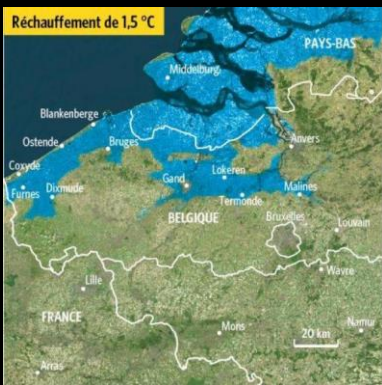 Réchauffement de 1,5 °C
PAYS-BAS
Middelburg
Blankenberge
Ostende
Bruges
Anvers
Coxyde
Lokeren
Gand
Furnes
Dixmude
Termonde
Malines
BELGIQUE
Bruxelles
Louvain
Wavre
Lille
FRANCE
Mons
20 km
Namur
Arras